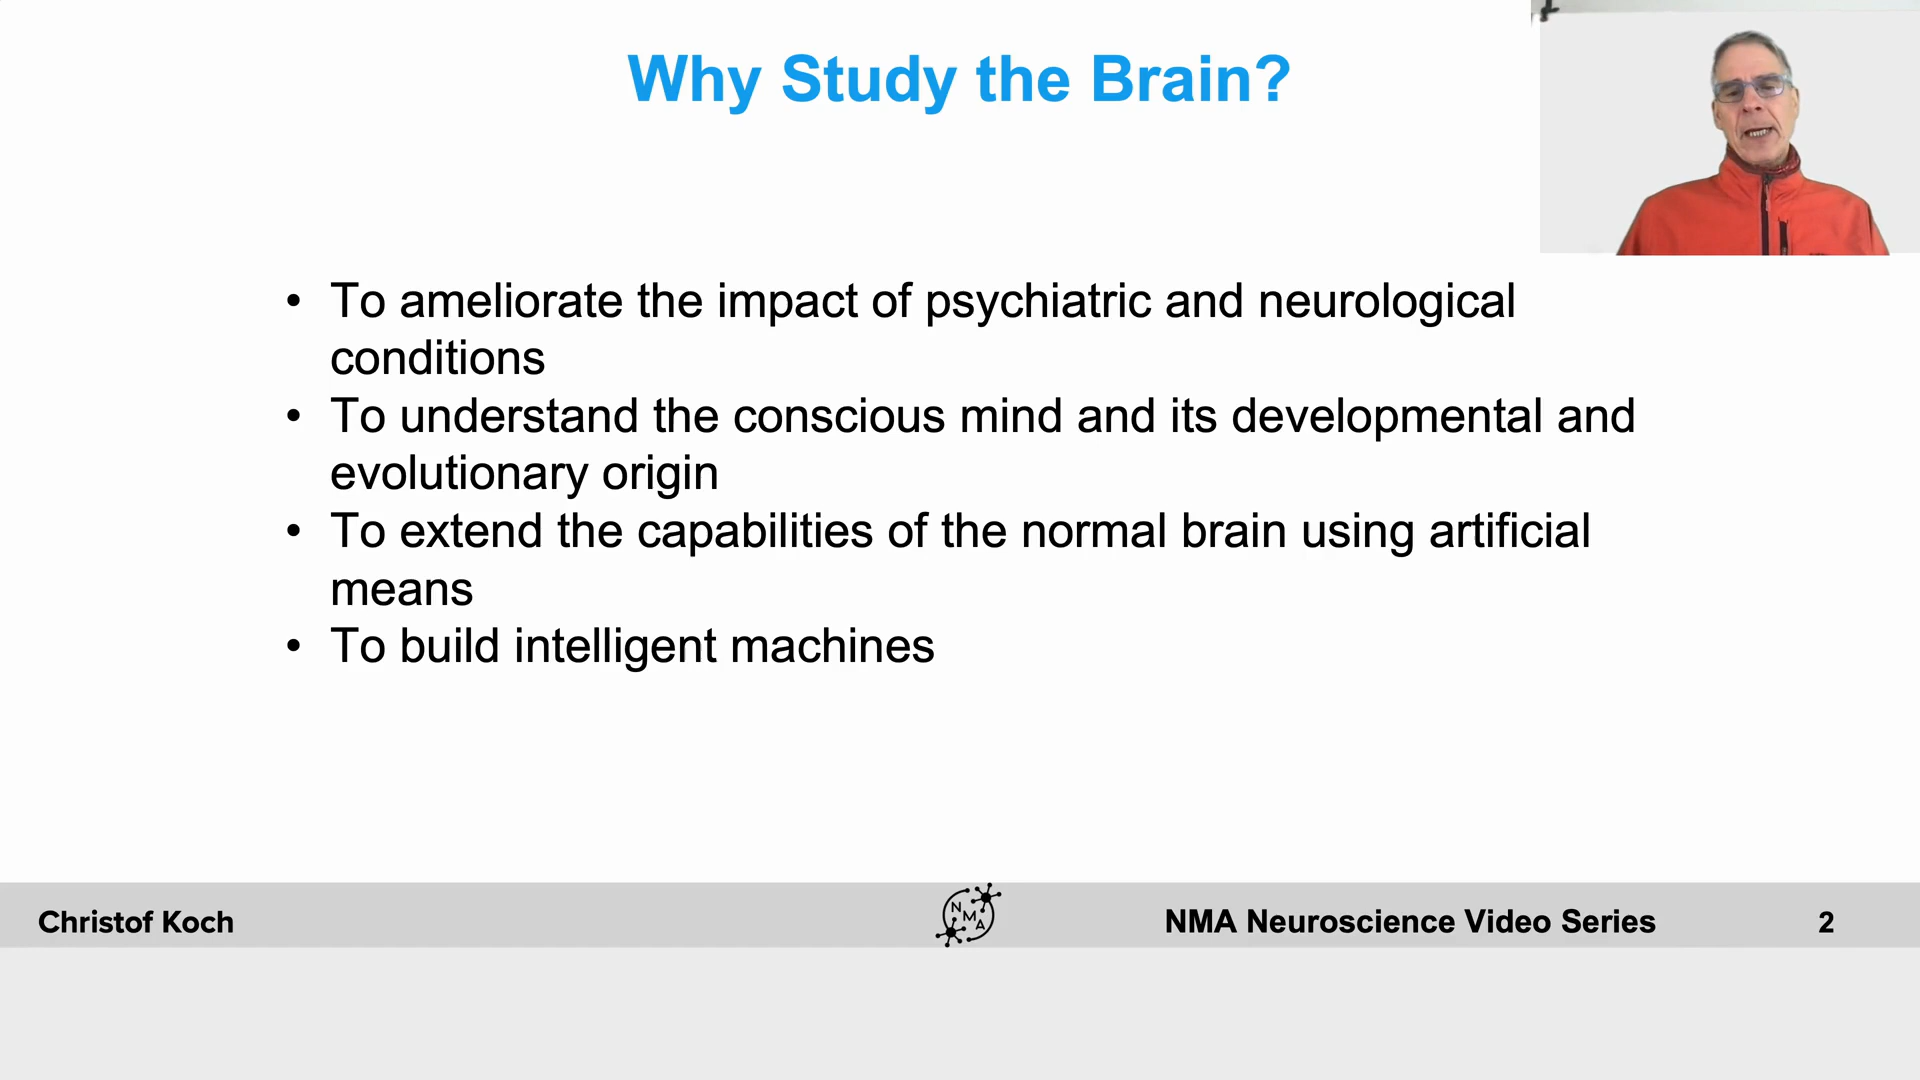 Why Study the Brain?
• To ameliorate the impact of psychiatric and neurological
conditions
• To understand the conscious mind and its developmental and
evolutionary origin
• To extend the capabilities of the normal brain using artificial
means
• To build intelligent machines
Christof Koch
N
M
A
NMA Neuroscience Video Series
2